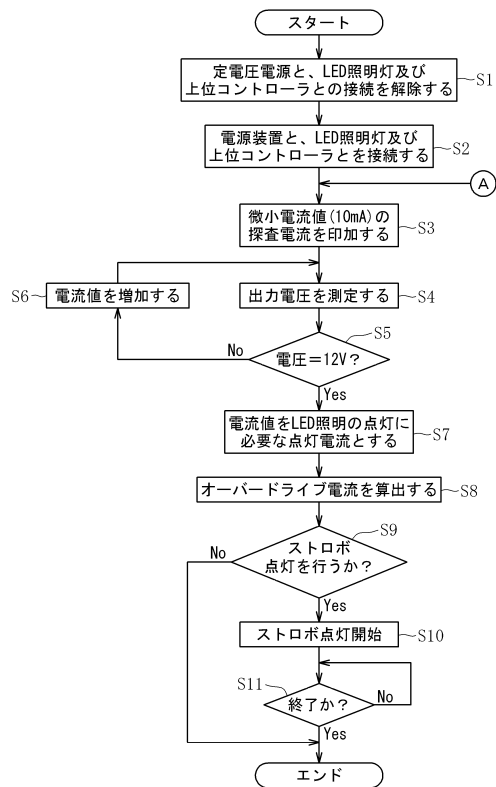 スタート
定電圧電源と、LED照明灯及び
上位コントローラとの接続を解除する
S1
電源装置と、LED照明灯及び
上位コントローラとを接続する
S2
A
微小電流値(10mA)の
探査電流を印加する
S3
S6
電流値を増加する
出力電圧を測定する
S4
S5
電圧=12V?
No
Yes
電流値をLED照明の点灯に
必要な点灯電流とする
S7
オーバードライブ電流を算出する
S8
S9
ストロボ
点灯を行うか?
No
Yes
ストロボ点灯開始
S10
S11
終了か?
No
Yes
エンド